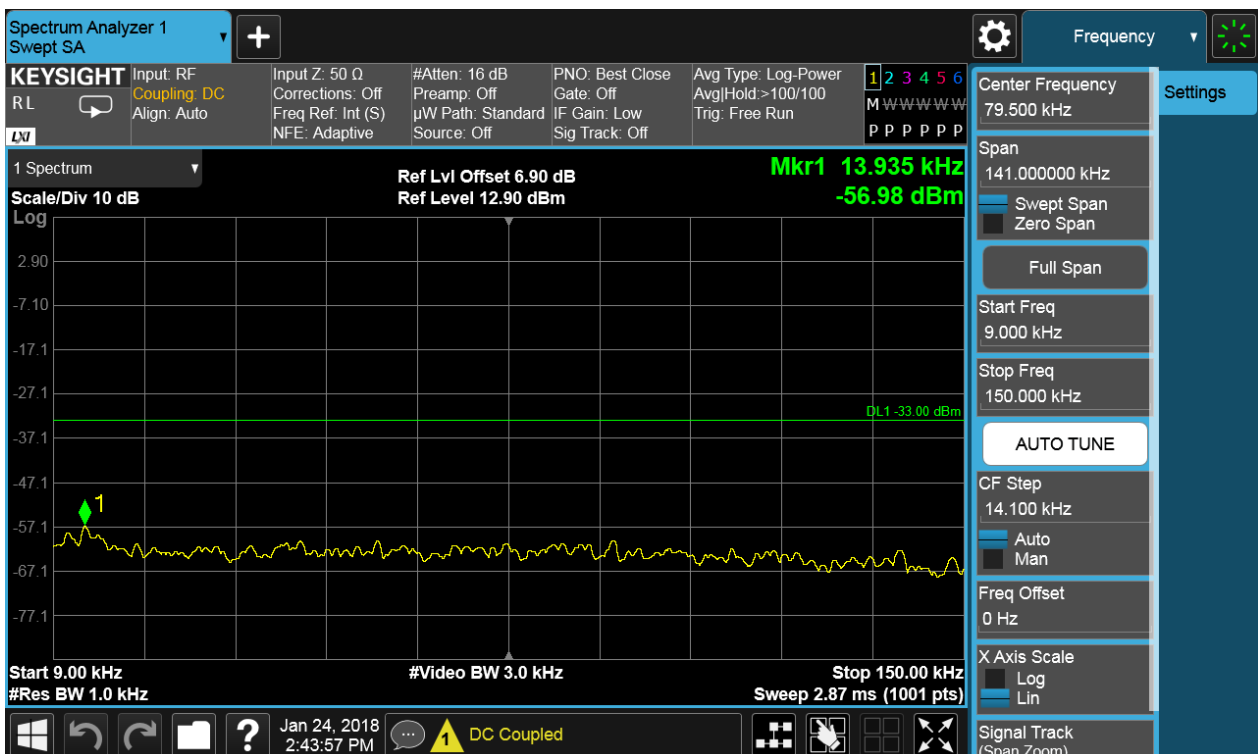 Spectrum Analyzer 1
Swept SA
Frequency
KEYSIGHT
R L
LXI
Input: RF
Coupling: DC
Align: Auto
Input Z: 50 Ω
Corrections: Off
Freq Ref: Int (S)
NFE: Adaptive
#Atten: 16 dB
Preamp: Off
µW Path: Standard
Source: Off
PNO: Best Close
Gate: Off
IF Gain: Low
Sig Track: Off
Avg Type: Log-Power
Avg|Hold:>100/100
Trig: Free Run
1 2 3 4 5 6
M W W W W W
P P P P P P
1 Spectrum
Scale/Div 10 dB
Ref Lvl Offset 6.90 dB
Ref Level 12.90 dBm
Mkr1 13.935 kHz
-56.98 dBm
Log
2.90
-7.10
-17.1
-27.1
-37.1
-47.1
-57.1
-67.1
-77.1
DL1 -33.00 dBm
1
Start 9.00 kHz
#Res BW 1.0 kHz
#Video BW 3.0 kHz
Stop 150.00 kHz
Sweep 2.87 ms (1001 pts)
Center Frequency
79.500 kHz
Span
141.000000 kHz
Swept Span
Zero Span
Full Span
Start Freq
9.000 kHz
Stop Freq
150.000 kHz
AUTO TUNE
CF Step
14.100 kHz
Auto
Man
Freq Offset
0 Hz
X Axis Scale
Log
Lin
Signal Track
(Span Zoom)
Settings
?
Jan 24, 2018
2:43:57 PM
1
DC Coupled